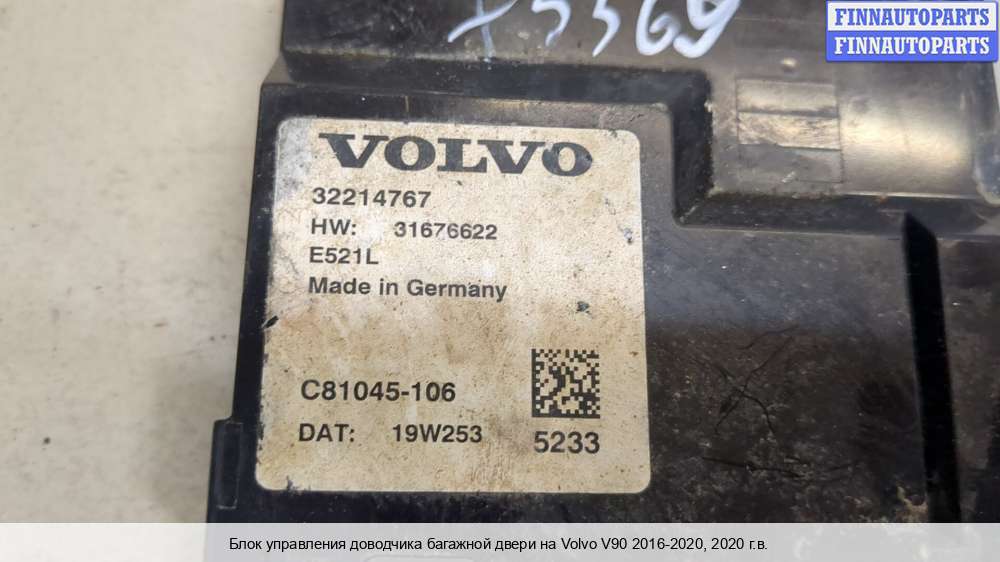 FINNAUTOPARTS
FINNAUTOPARTS
VOLVO
32214767
HW: 31676622
E521L
Made in Germany
C81045-106
DAT: 19W253
5233
Блок управления доводчика багажной двери на Volvo V90 2016-2020, 2020 г.в.